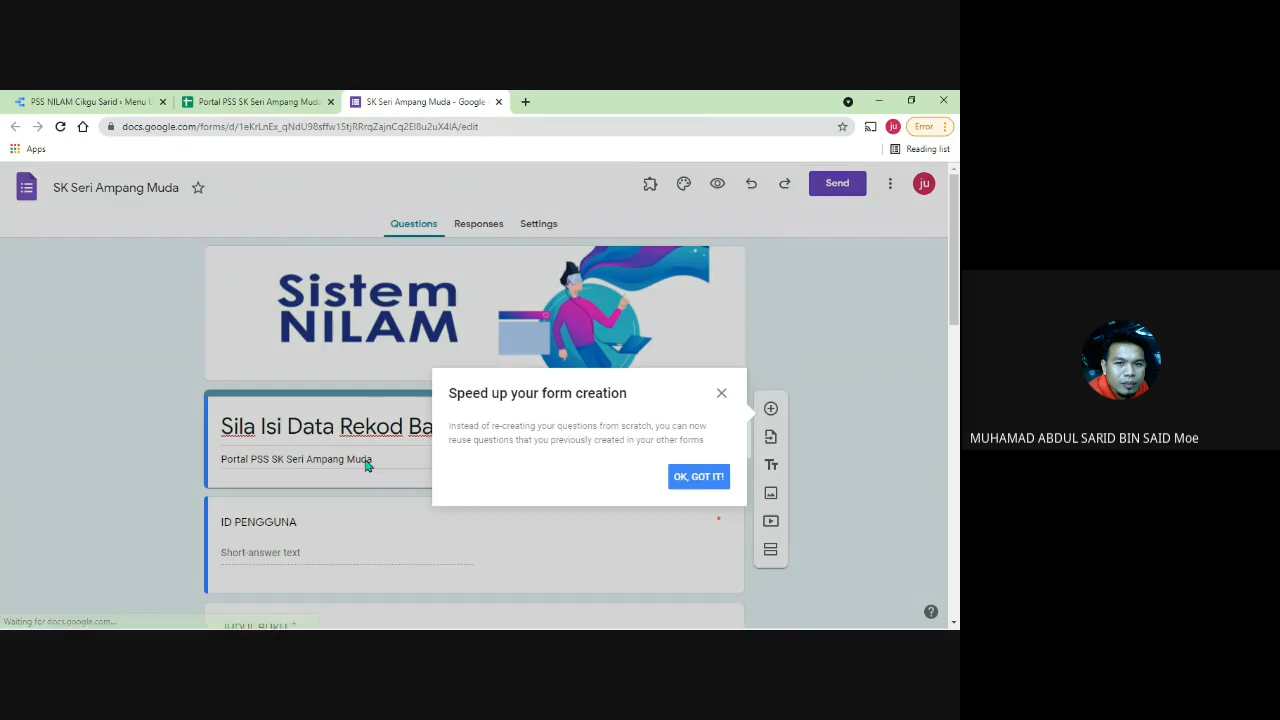 PSS NILAM Cikgu Sarid › Menu U
Portal PSS SK Seri Ampang Muda
SK Seri Ampang Muda - Google
docs.google.com/forms/d/1eKrLnEx_qNdU98sffw15tjRRrqZajnCq2El8u2uX4lA/edit
ju
Error
Apps
Reading list
SK Seri Ampang Muda
Send
ju
Questions
Responses
Settings
Sistem
NILAM
Sila Isi Data Rekod Ba
Portal PSS SK Seri Ampang Muda
Speed up your form creation
Instead of re-creating your questions from scratch, you can now
reuse questions that you previously created in your other forms
OK, GOT IT!
ID PENGGUNA
*
Short-answer text
JUDUL BUKU *
Waiting for docs.google.com...
MUHAMAD ABDUL SARID BIN SAID Moe